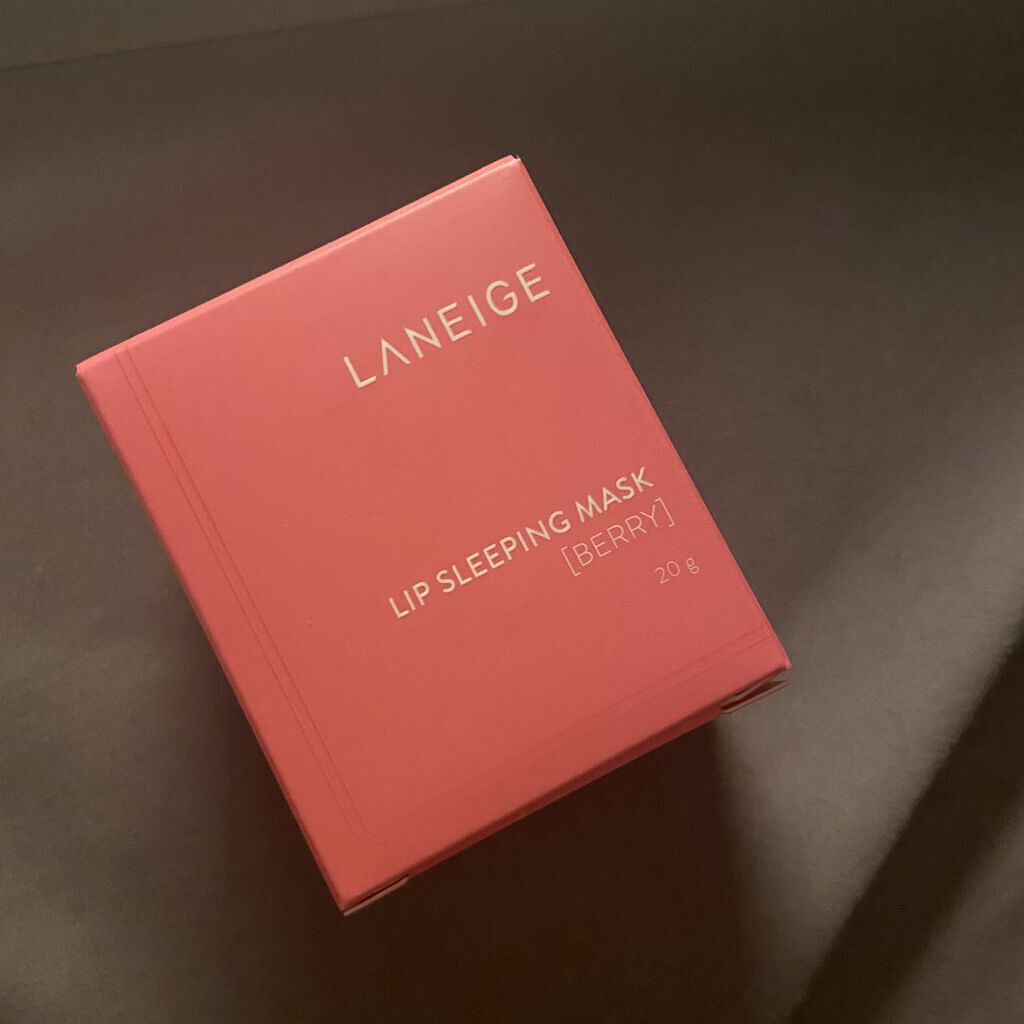 LANEIGE
LIP SLEEPING MASK
[BERRY]
20 g